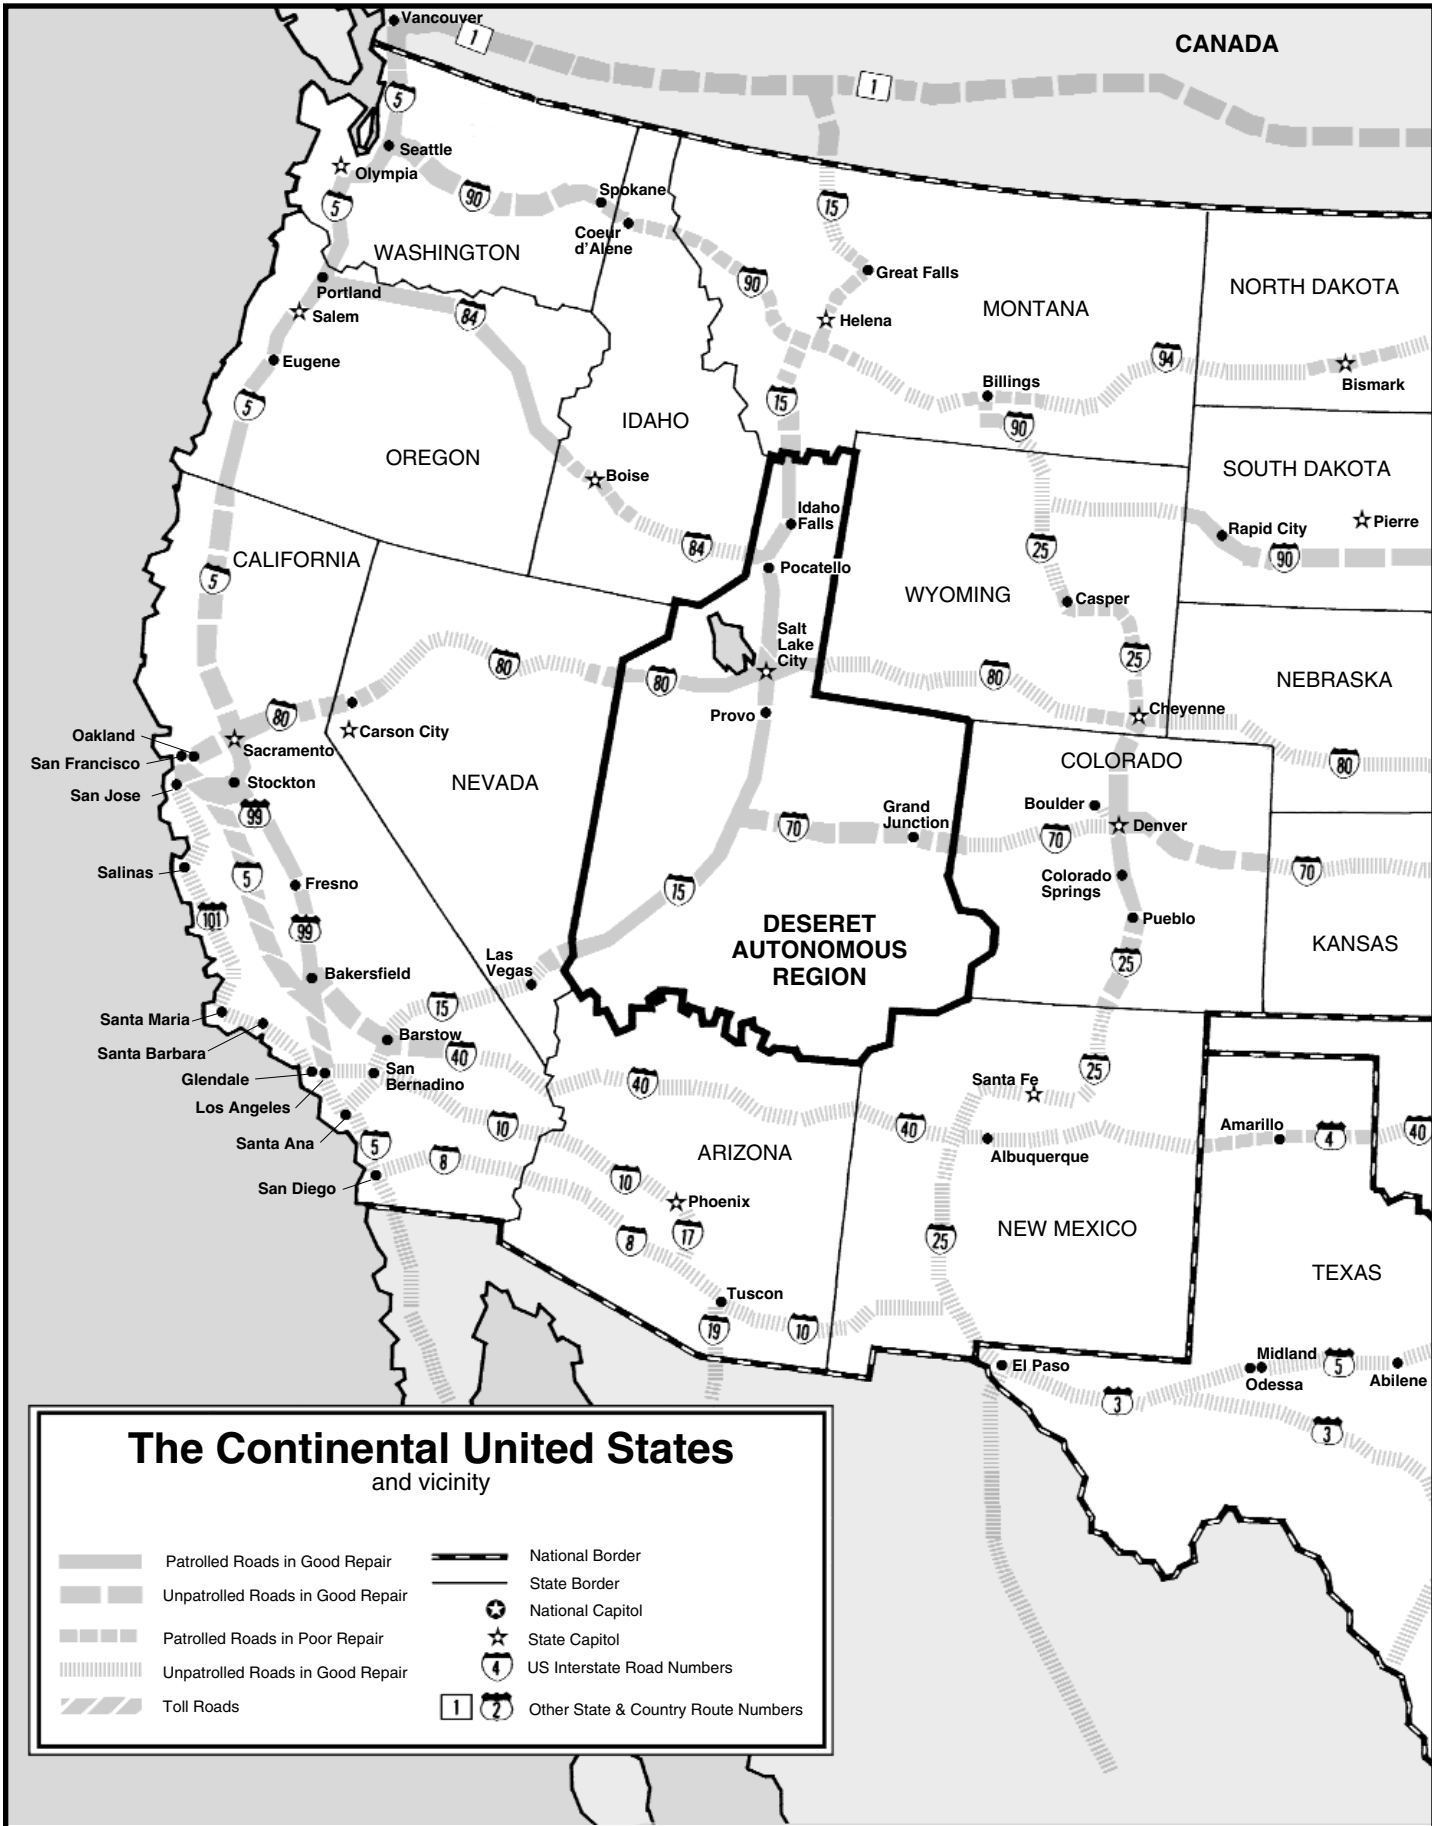 Vancouver
1
CANADA
1
5
Seattle
Olympia
90
Spokane
5
15
Coeur
d'Alene
WASHINGTON
Great Falls
90
NORTH DAKOTA
Portland
MONTANA
Salem
84
Helena
94
Eugene
Bismark
Billings
15
5
IDAHO
90
OREGON
SOUTH DAKOTA
Boise
Idaho
Falls
Pierre
Rapid City
84
25
90
CALIFORNIA
Pocatello
5
WYOMING
Casper
Salt
Lake
City
25
80
80
80
NEBRASKA
Cheyenne
Provo
80
Carson City
Oakland
Sacramento
San Francisco
COLORADO
80
Stockton
NEVADA
San Jose
Boulder
Grand
Junction
99
70
Denver
70
Salinas
5
Fresno
Colorado
Springs
70
15
101
99
Pueblo
DESERET
AUTONOMOUS
REGION
KANSAS
Las
Vegas
25
Bakersfield
15
Santa Maria
Barstow
Santa Barbara
40
Glendale
San
Bernadino
40
Santa Fe
25
Los Angeles
10
40
Amarillo
4
40
Santa Ana
5
Albuquerque
8
ARIZONA
San Diego
10
Phoenix
NEW MEXICO
8
17
25
TEXAS
Tuscon
19
10
Midland
El Paso
5
Odessa
Abilene
3
3
The Continental United States
and vicinity
Patrolled Roads in Good Repair
Unpatrolled Roads in Good Repair
Patrolled Roads in Poor Repair
Unpatrolled Roads in Good Repair
Toll Roads
National Border
State Border
National Capitol
State Capitol
4 US Interstate Road Numbers
1 2 Other State & Country Route Numbers